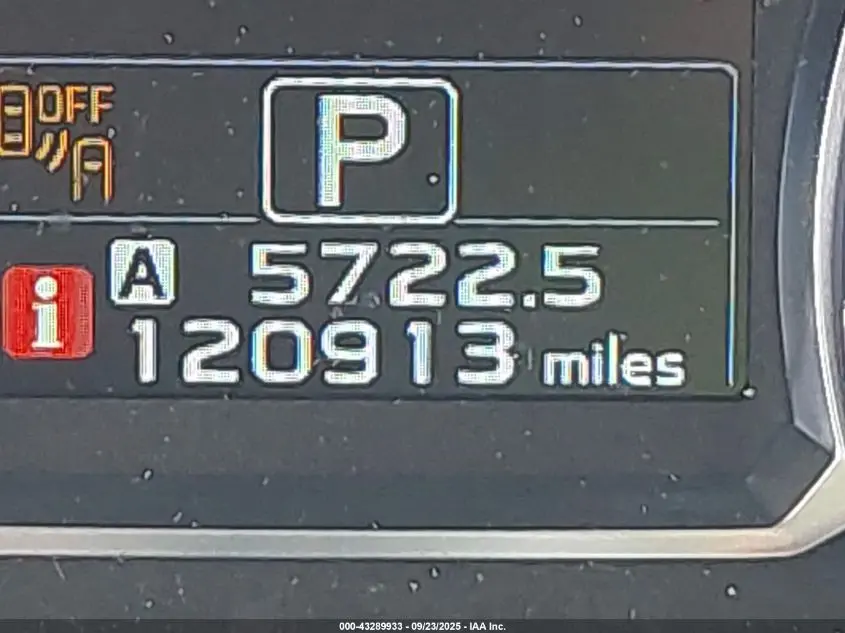 OFF
P
A 5722.5
i 120913 miles
000-43289933 - 09/23/2025 - IAA Inc.